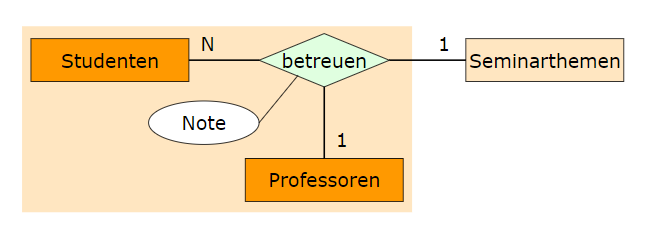 Studenten
N
betreuen
1
Seminarthemen
Note
1
Professoren